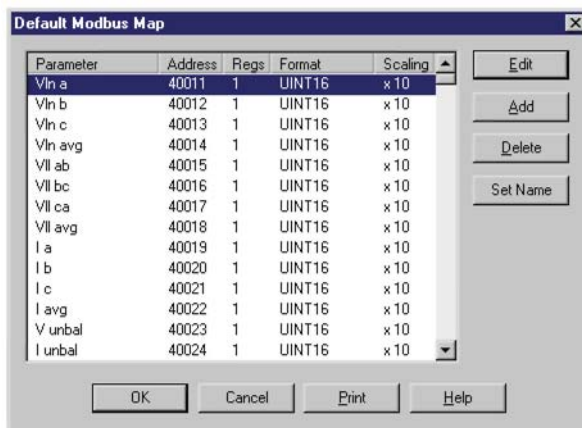 Default Modbus Map
Parameter Address Regs Format Scaling
Vln a 40011 1 UINT16 x 10
Vln b 40012 1 UINT16 x 10
Vln c 40013 1 UINT16 x 10
Vln avg 40014 1 UINT16 x 10
Vll ab 40015 1 UINT16 x 10
Vll bc 40016 1 UINT16 x 10
Vll ca 40017 1 UINT16 x 10
Vll avg 40018 1 UINT16 x 10
I a 40019 1 UINT16 x 10
I b 40020 1 UINT16 x 10
I c 40021 1 UINT16 x 10
I avg 40022 1 UINT16 x 10
V unbal 40023 1 UINT16 x 10
I unbal 40024 1 UINT16 x 10
Edit
Add
Delete
Set Name
OK Cancel Print Help